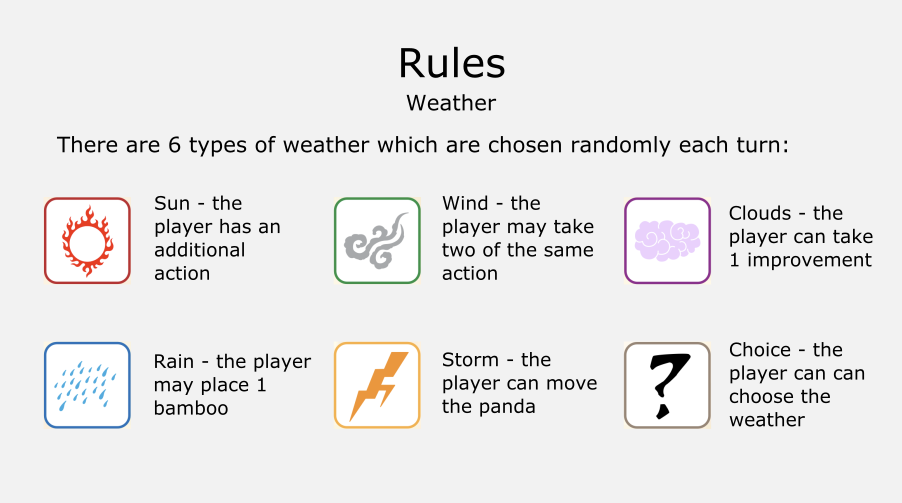 Rules
Weather
There are 6 types of weather which are chosen randomly each turn:
Sun - the
player has an
additional
action
Wind - the
player may take
two of the same
action
Clouds - the
player can take
1 improvement
Rain - the player
may place 1
bamboo
Storm - the
player can move
the panda
?
Choice - the
player can can
choose the
weather